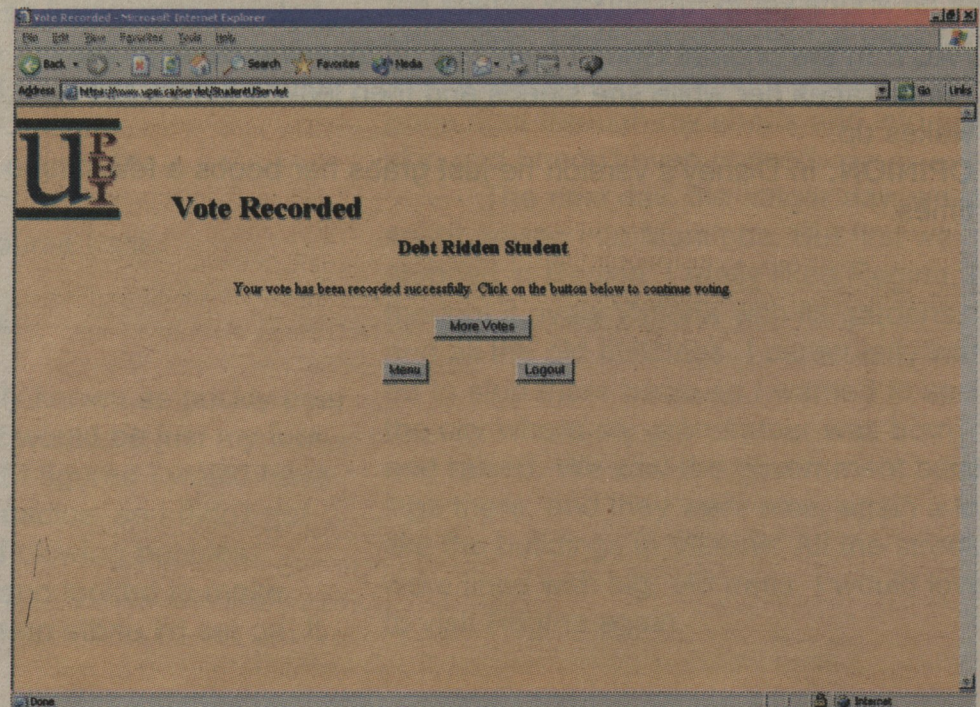 Vote Recorded - Microsoft Internet Explorer
File Edit View Favorites Tools Help
Back Search Favorites Media
Address https://www.upei.ca/servlet/StudentUServlet Go Links
UPEI
Vote Recorded
Debt Ridden Student
Your vote has been recorded successfully. Click on the button below to continue voting
More Votes
Menu Logout
Done Internet